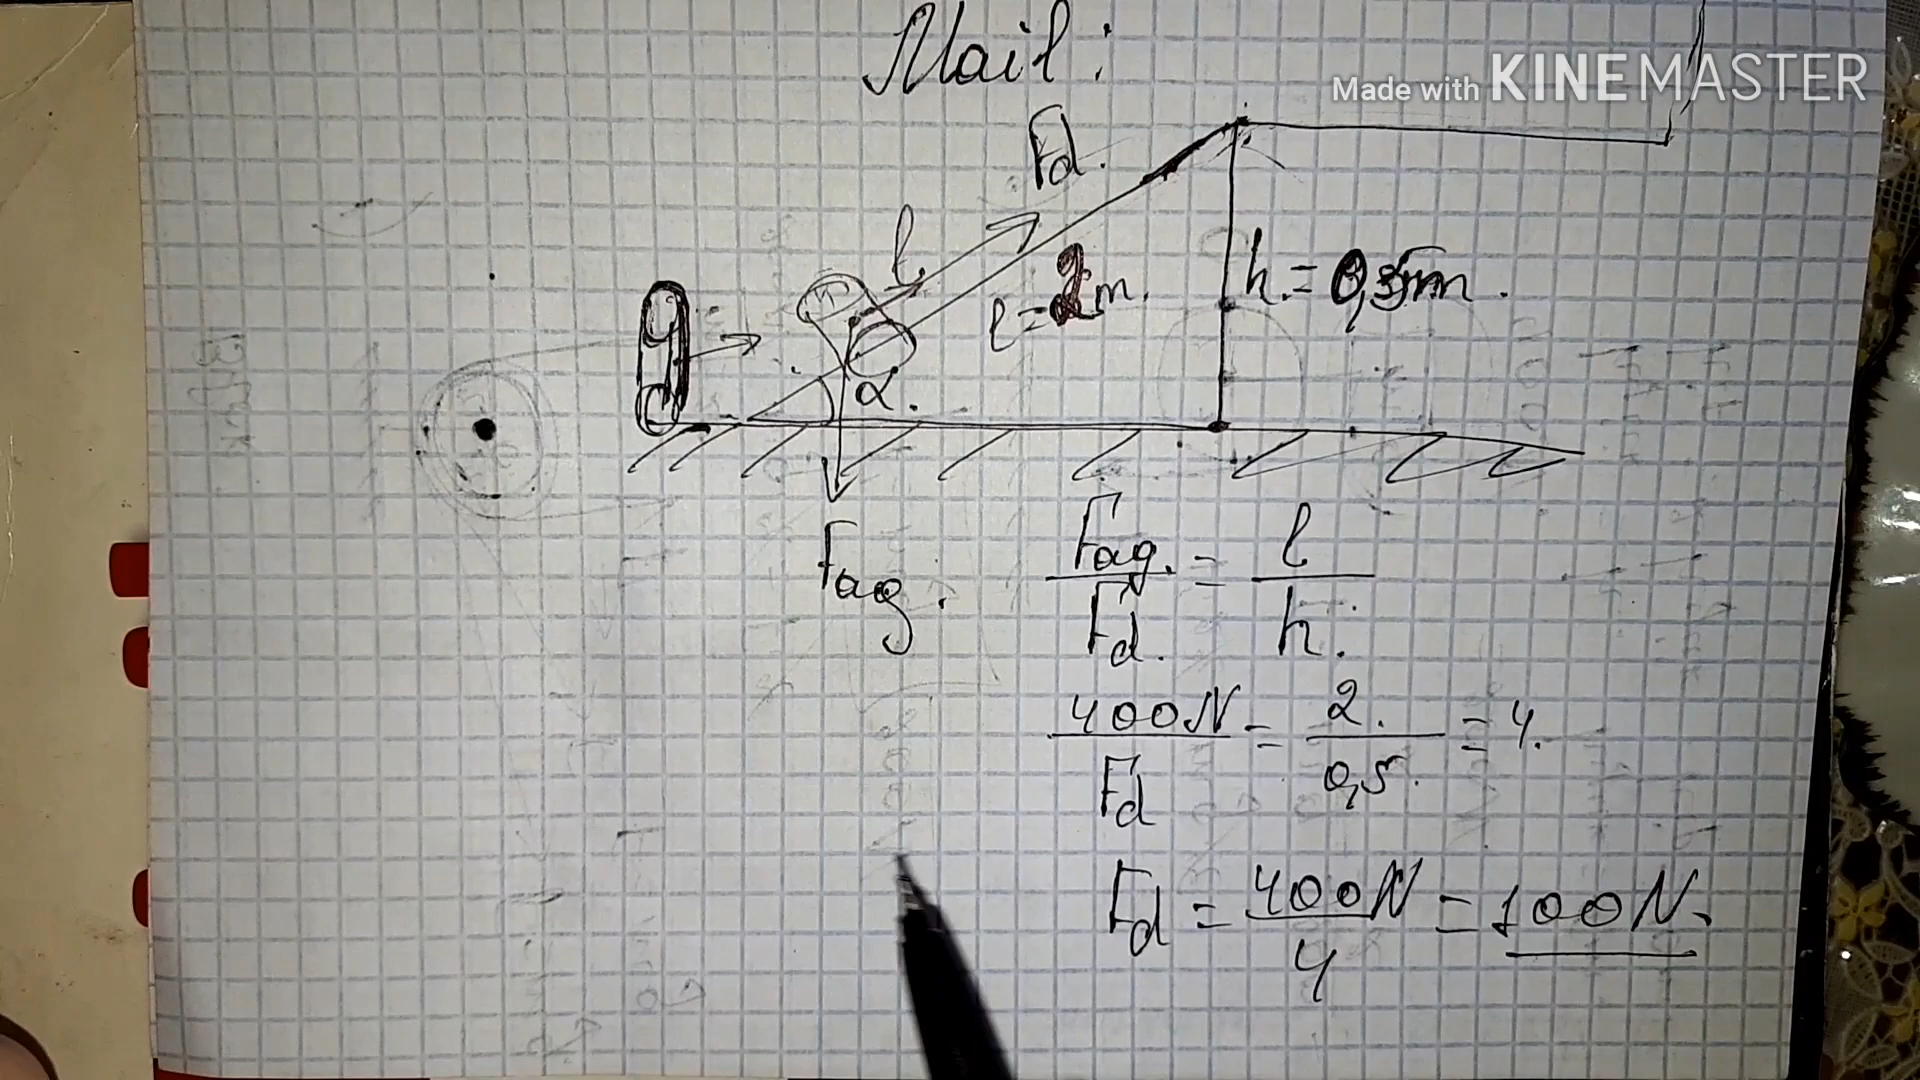 Mail:
Made with KINEMASTER
Fd.
l.
l=2m.
h.=0,5m.
α.
Fag.
Fag./Fd. = l/h.
400N/Fd = 2./0,5. = 4.
Fd = 400N/4 = 100N.